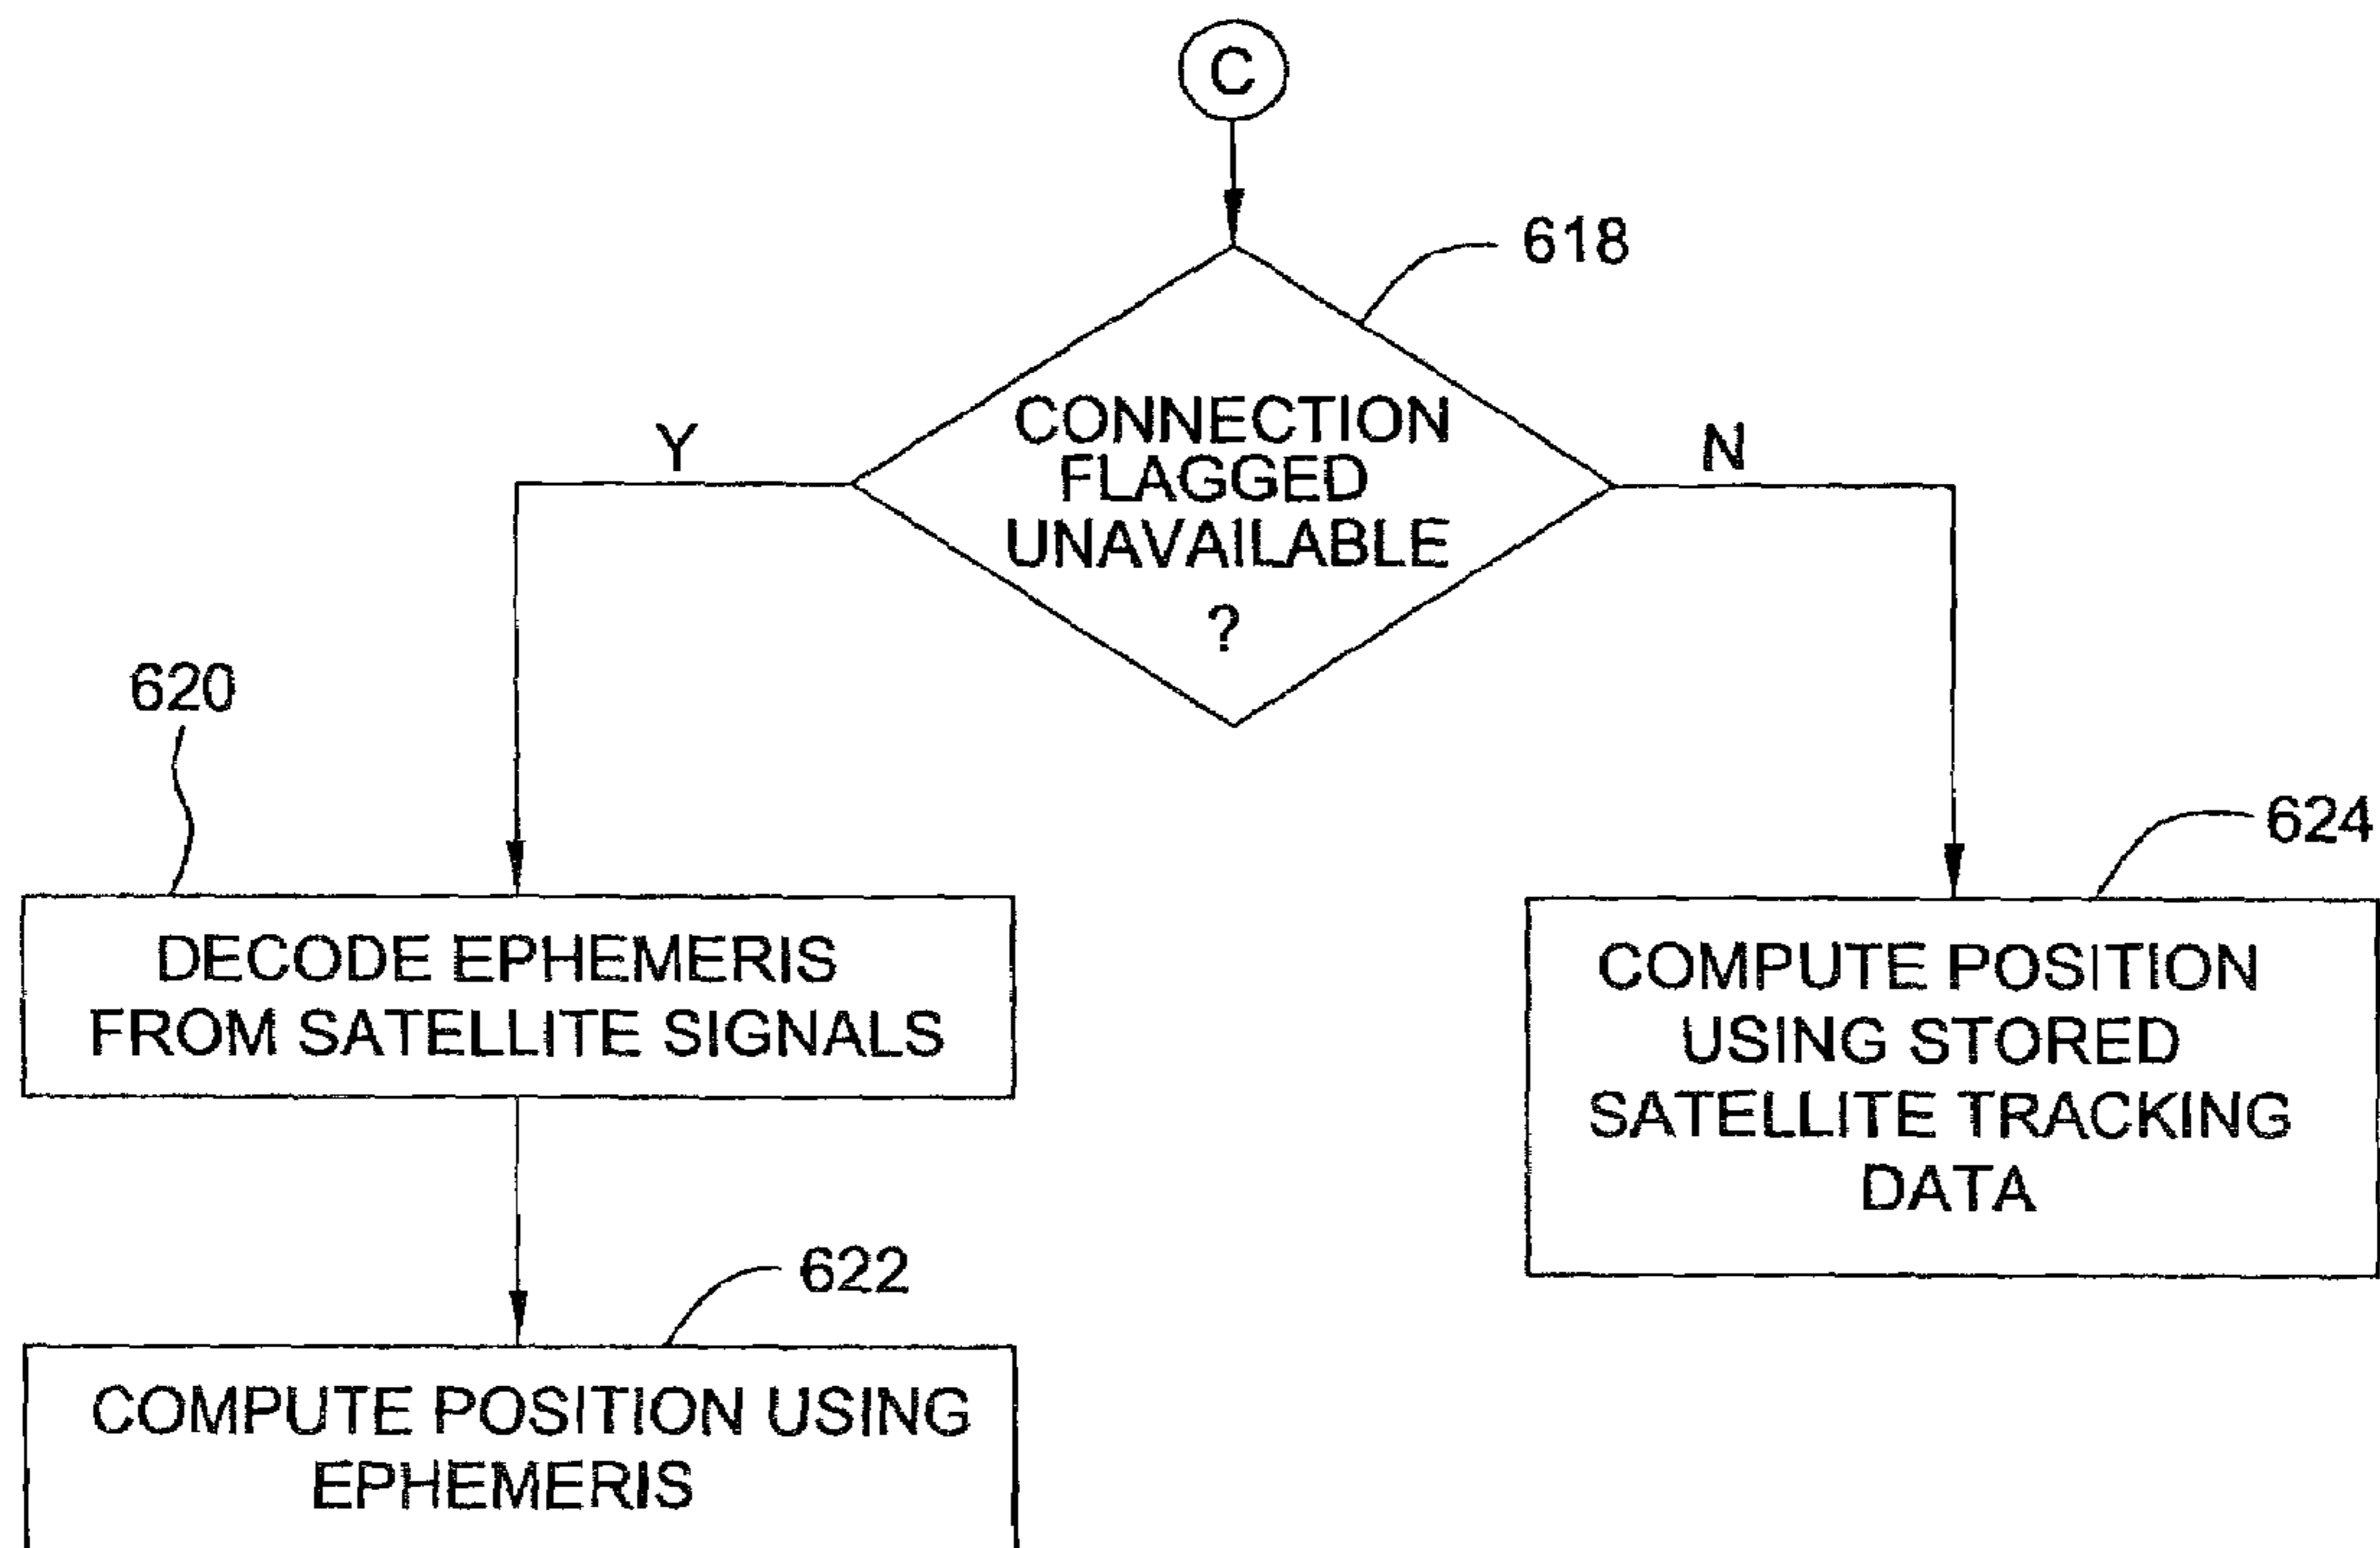 C
618
CONNECTION
FLAGGED
UNAVAILABLE
?
Y
N
620
624
DECODE EPHEMERIS
FROM SATELLITE SIGNALS
COMPUTE POSITION
USING STORED
SATELLITE TRACKING
DATA
622
COMPUTE POSITION USING
EPHEMERIS